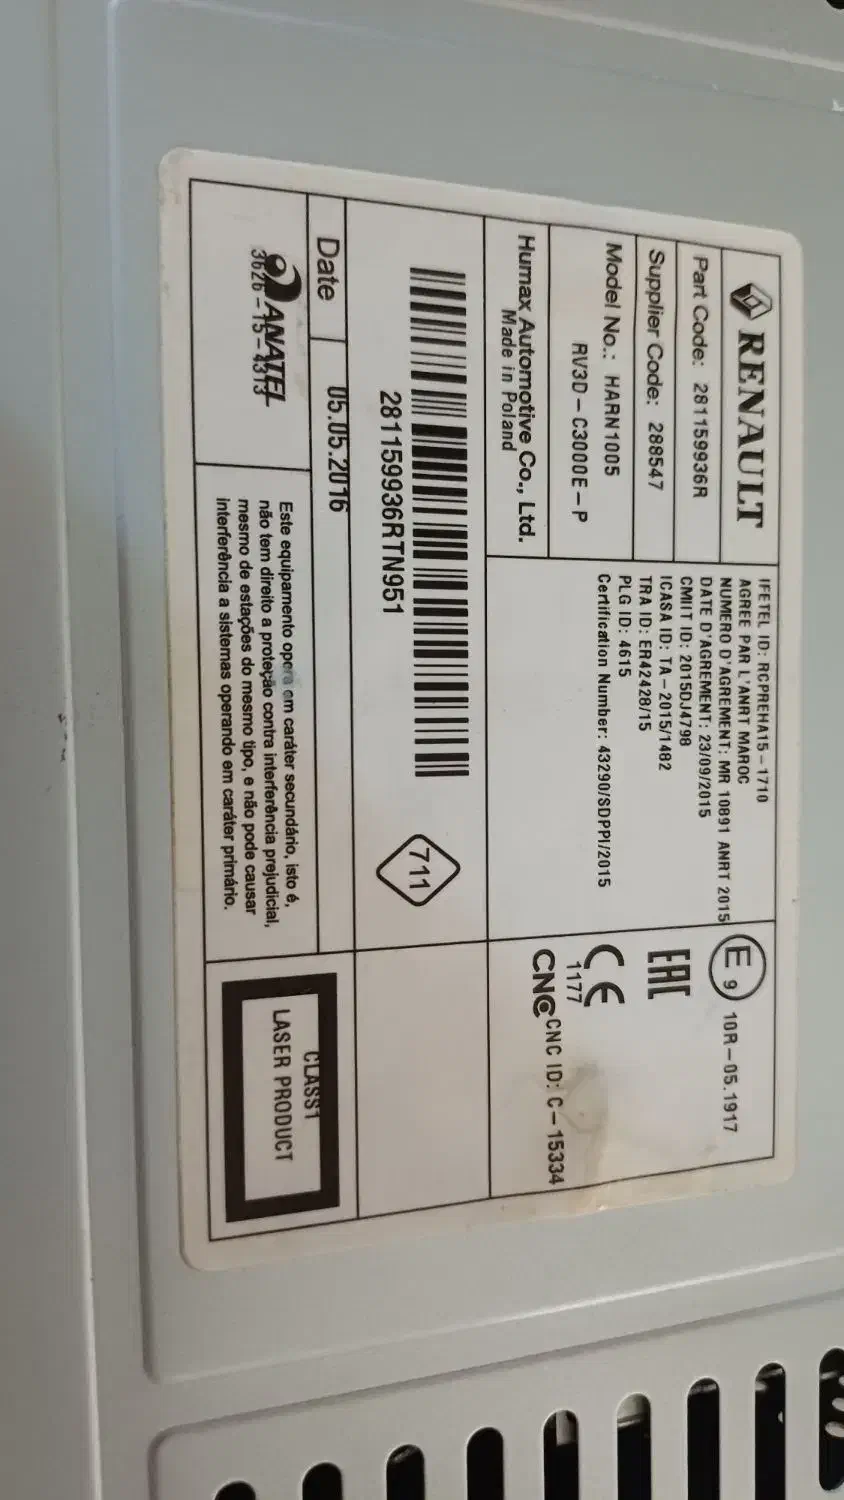 RENAULT
Part Code: 281159936R
Supplier Code: 288547
Model No.: HARN1005
RV3D-C3000E-P
Humax Automotive Co., Ltd.
Made in Poland
IFETEL ID: RCPREHA15-1710
AGREE PAR L'ANRT MAROC
NUMERO D'AGREMENT: MR 10891 ANRT 2015
DATE D'AGREMENT: 23/09/2015
CMIIT ID: 2015DJ4798
ICASA ID: TA-2015/1482
TRA ID: ER42428/15
PLG ID: 4615
Certification Number: 43290/SDPPI/2015
E9 10R-05.1917
EAC
CE
1177
CNC CNC ID: C-15334
281159936RTN951
711
Date 05.05.2016
ANATEL
3626-15-4313
Este equipamento opera em caráter secundário, isto é,
não tem direito a proteção contra interferência prejudicial,
mesmo de estações do mesmo tipo, e não pode causar
interferência a sistemas operando em caráter primário.
CLASS1
LASER PRODUCT